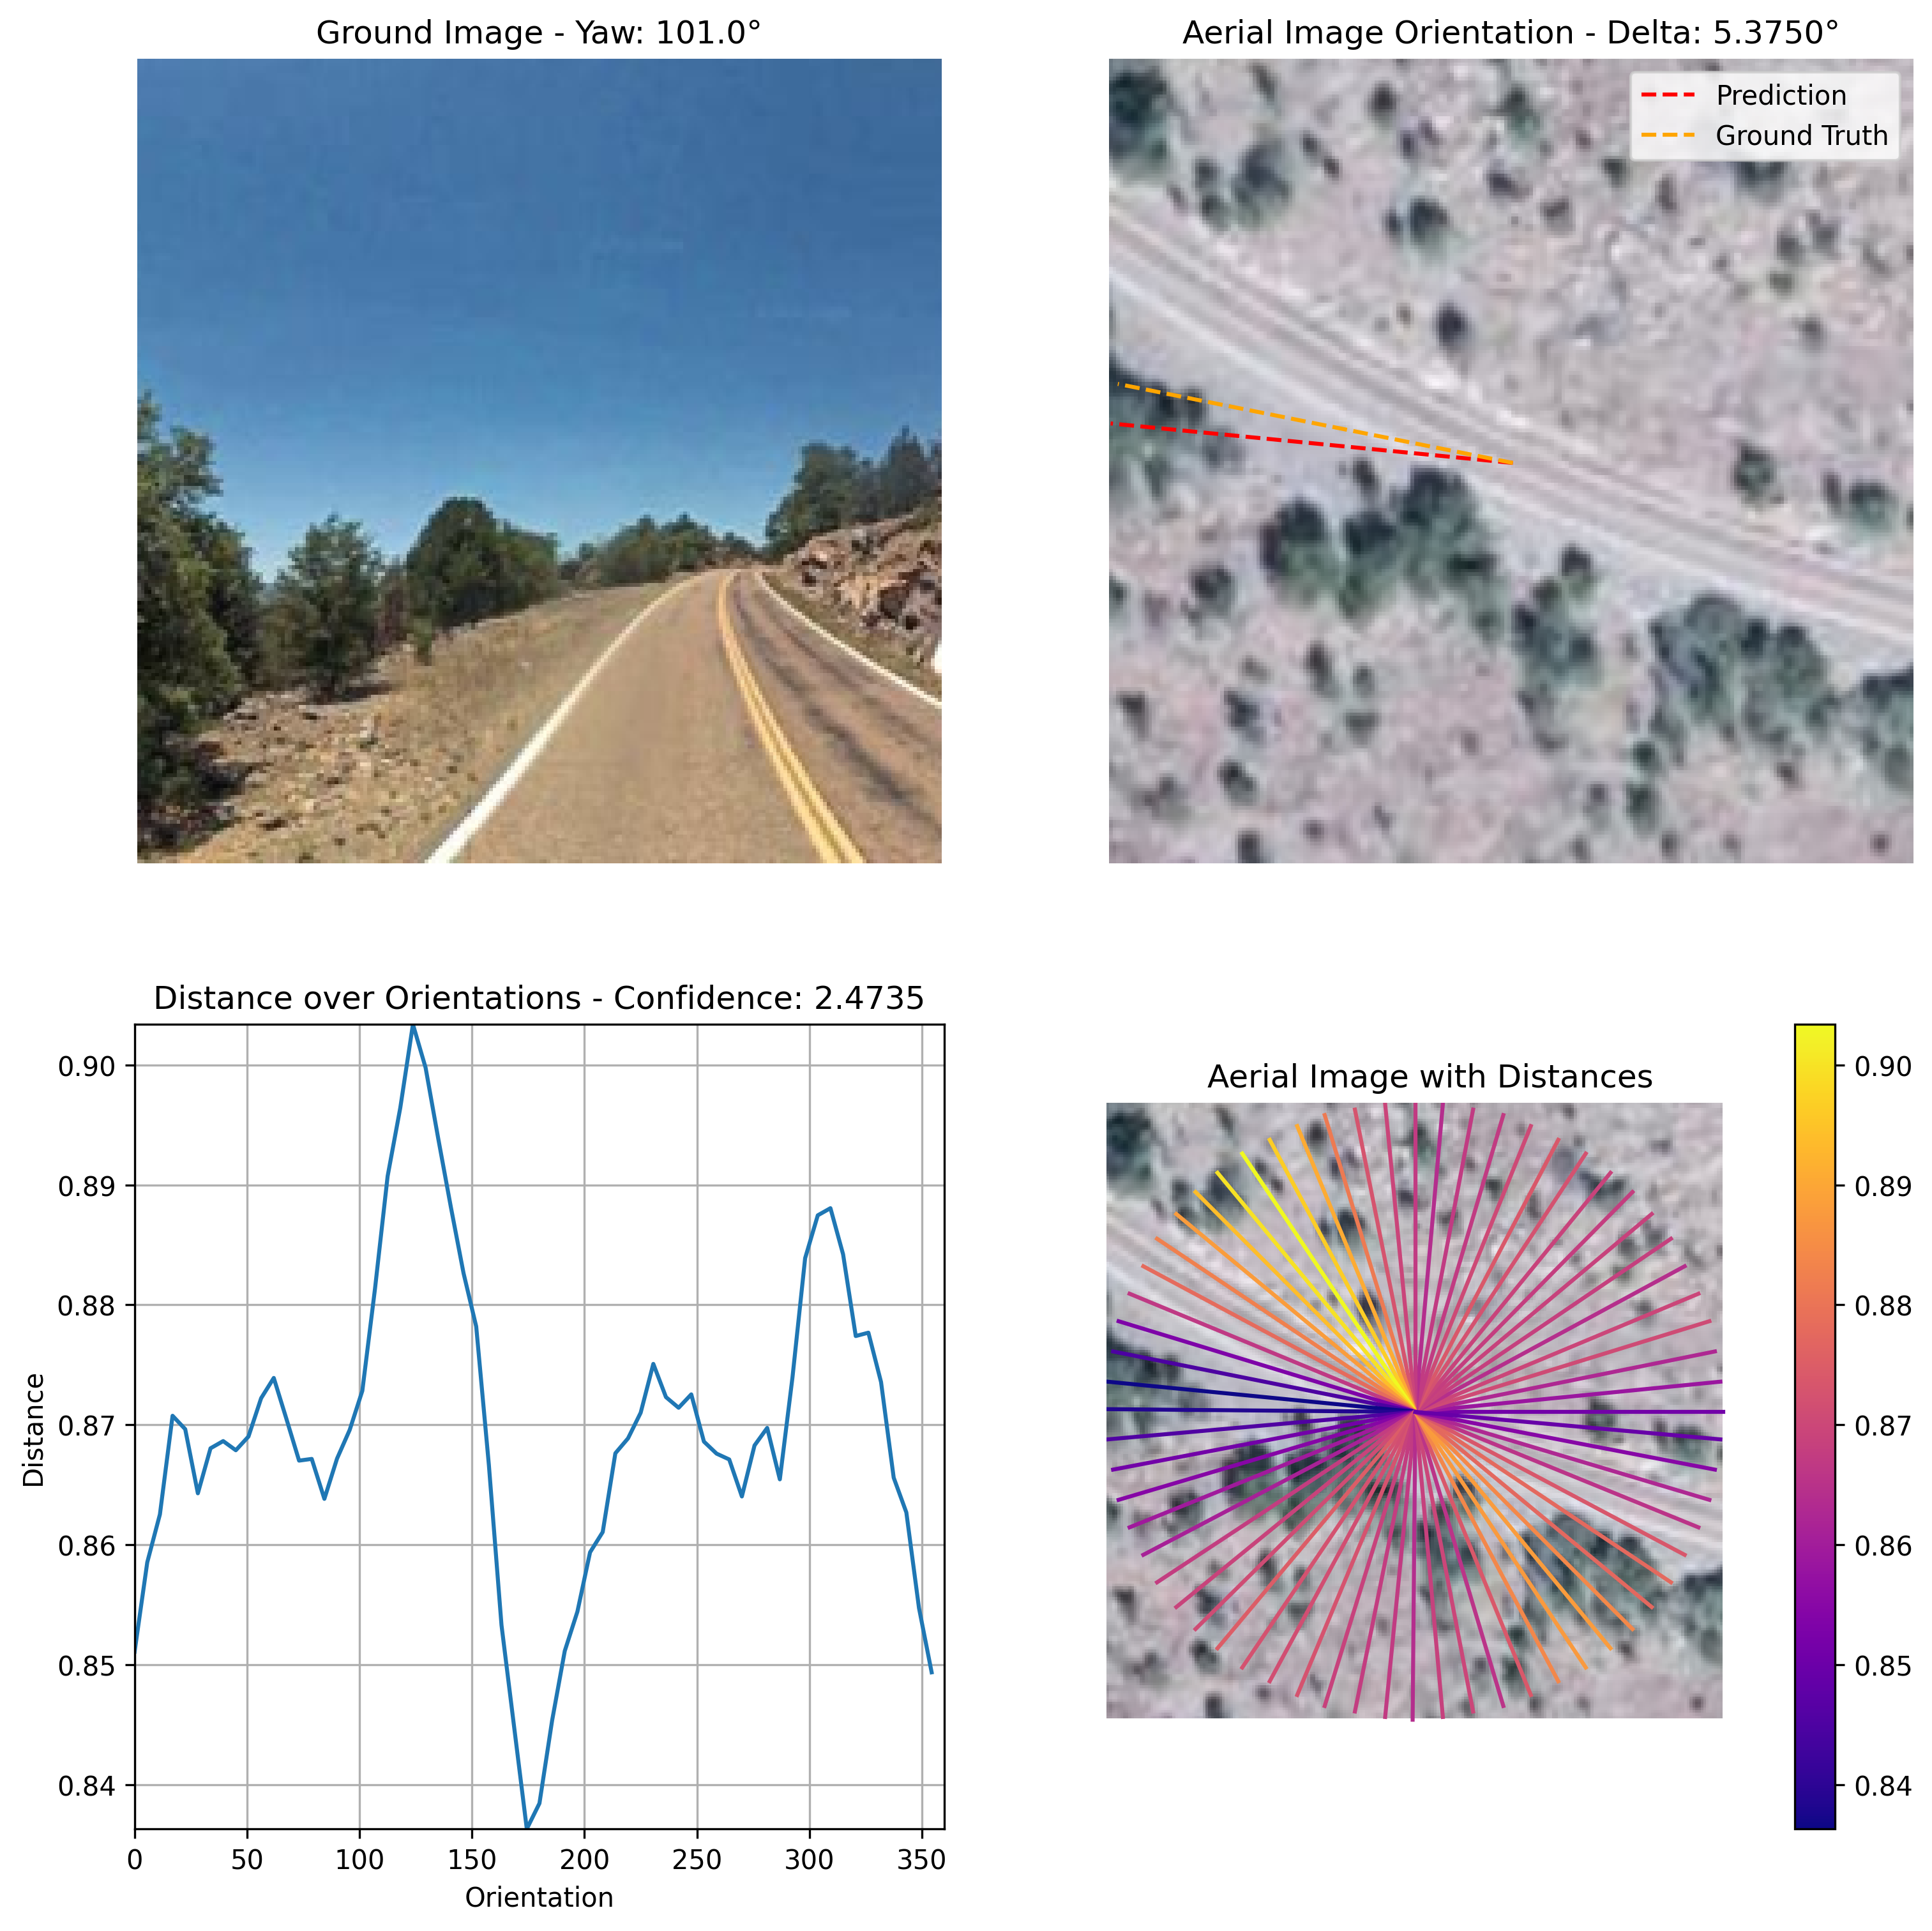 Ground Image - Yaw: 101.0°
Aerial Image Orientation - Delta: 5.3750°
Prediction
Ground Truth
Distance over Orientations - Confidence: 2.4735
0.90
0.89
0.88
0.87
0.86
0.85
0.84
Distance
0 50 100 150 200 250 300 350
Orientation
Aerial Image with Distances
0.90
0.89
0.88
0.87
0.86
0.85
0.84